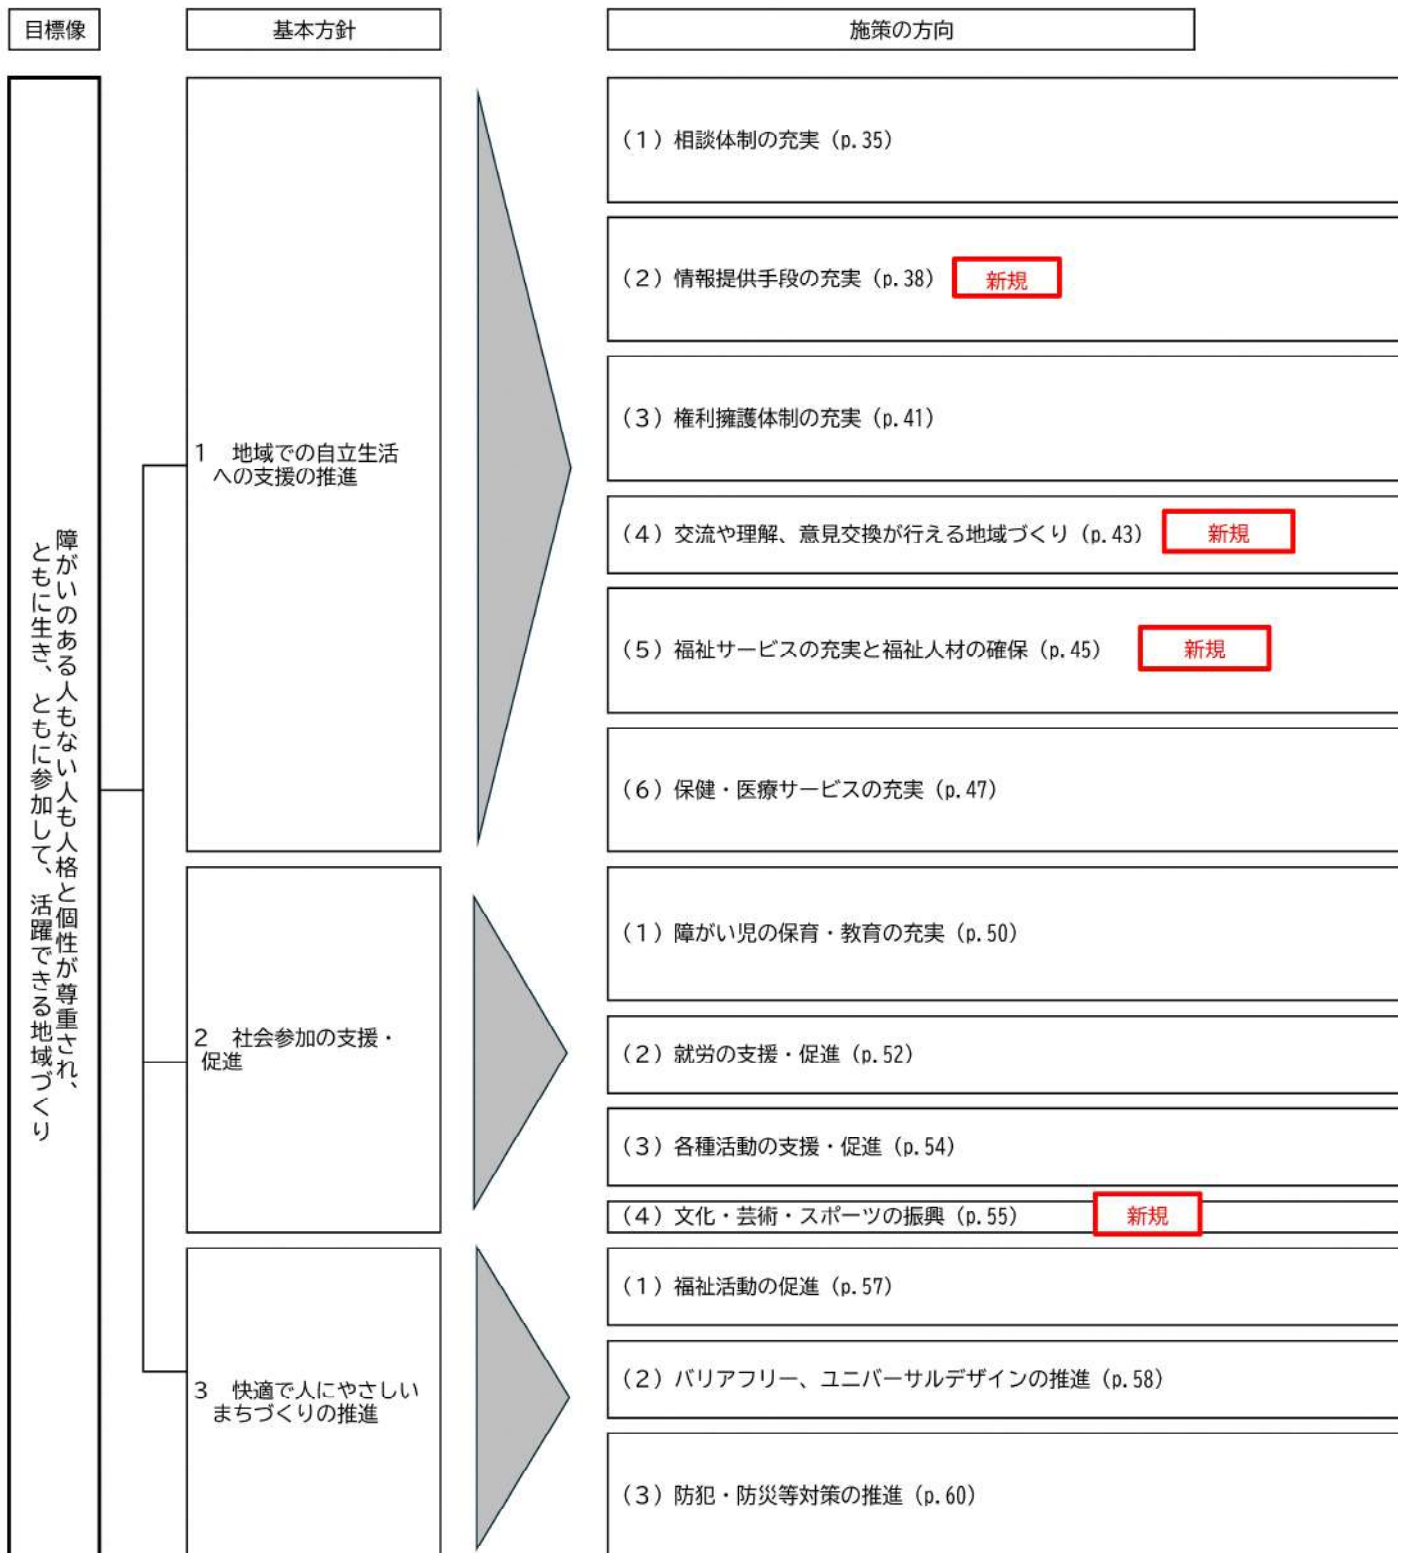 目標像
基本方針
施策の方向
障がいのある人もない人も人格と個性が尊重され、
ともに生き、ともに参加して、活躍できる地域づくり
1　地域での自立生活
への支援の推進
(1)相談体制の充実(p.35)
(2)情報提供手段の充実(p.38)
新規
(3)権利擁護体制の充実(p.41)
(4)交流や理解、意見交換が行える地域づくり(p.43)
新規
(5)福祉サービスの充実と福祉人材の確保(p.45)
新規
(6)保健・医療サービスの充実(p.47)
2　社会参加の支援・
促進
(1)障がい児の保育・教育の充実(p.50)
(2)就労の支援・促進(p.52)
(3)各種活動の支援・促進(p.54)
(4)文化・芸術・スポーツの振興(p.55)
新規
3　快適で人にやさしい
まちづくりの推進
(1)福祉活動の促進(p.57)
(2)バリアフリー、ユニバーサルデザインの推進(p.58)
(3)防犯・防災等対策の推進(p.60)